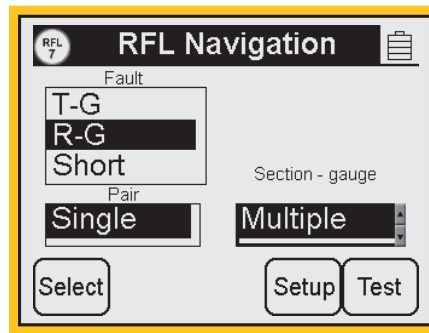 RFL
7
RFL Navigation
Fault
T-G
R-G
Short
Pair
Single
Section - gauge
Multiple
Select
Setup
Test